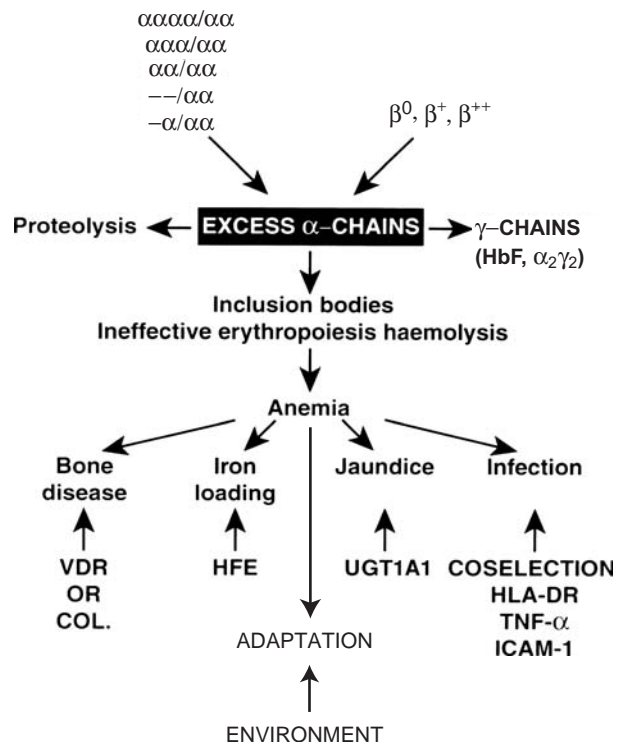 αααα/αα
ααα/αα
αα/αα
−−/αα
−α/αα
β⁰, β⁺, β⁺⁺
Proteolysis
EXCESS α−CHAINS
γ−CHAINS
(HbF, α₂γ₂)
Inclusion bodies
Ineffective erythropoiesis haemolysis
Anemia
Bone
disease
Iron
loading
Jaundice
Infection
VDR
OR
COL.
HFE
UGT1A1
COSELECTION
HLA-DR
TNF-α
ICAM-1
ADAPTATION
ENVIRONMENT